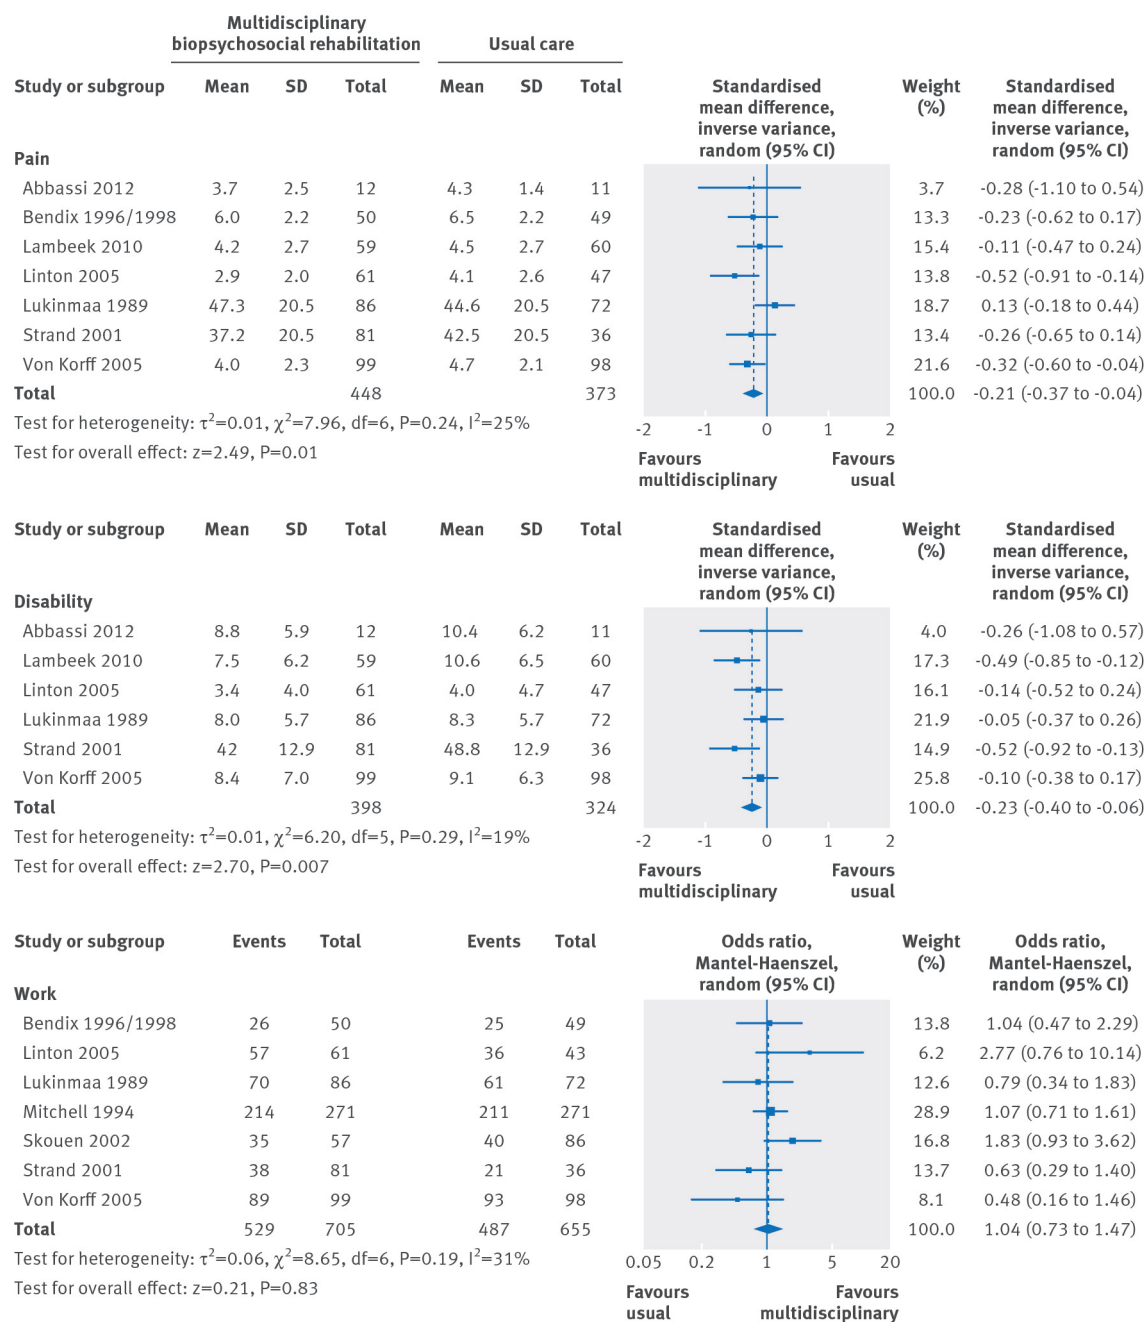 Multidisciplinary
biopsychosocial rehabilitation Usual care
Study or subgroup Mean SD Total Mean SD Total Standardised mean difference, inverse variance, random (95% CI) Weight (%) Standardised mean difference, inverse variance, random (95% CI)
Pain
Abbassi 2012 3.7 2.5 12 4.3 1.4 11 3.7 -0.28 (-1.10 to 0.54)
Bendix 1996/1998 6.0 2.2 50 6.5 2.2 49 13.3 -0.23 (-0.62 to 0.17)
Lambeek 2010 4.2 2.7 59 4.5 2.7 60 15.4 -0.11 (-0.47 to 0.24)
Linton 2005 2.9 2.0 61 4.1 2.6 47 13.8 -0.52 (-0.91 to -0.14)
Lukinmaa 1989 47.3 20.5 86 44.6 20.5 72 18.7 0.13 (-0.18 to 0.44)
Strand 2001 37.2 20.5 81 42.5 20.5 36 13.4 -0.26 (-0.65 to 0.14)
Von Korff 2005 4.0 2.3 99 4.7 2.1 98 21.6 -0.32 (-0.60 to -0.04)
Total 448 373 100.0 -0.21 (-0.37 to -0.04)
Test for heterogeneity: τ²=0.01, χ²=7.96, df=6, P=0.24, I²=25%
Test for overall effect: z=2.49, P=0.01
-2 -1 0 1 2
Favours multidisciplinary Favours usual
Study or subgroup Mean SD Total Mean SD Total Standardised mean difference, inverse variance, random (95% CI) Weight (%) Standardised mean difference, inverse variance, random (95% CI)
Disability
Abbassi 2012 8.8 5.9 12 10.4 6.2 11 4.0 -0.26 (-1.08 to 0.57)
Lambeek 2010 7.5 6.2 59 10.6 6.5 60 17.3 -0.49 (-0.85 to -0.12)
Linton 2005 3.4 4.0 61 4.0 4.7 47 16.1 -0.14 (-0.52 to 0.24)
Lukinmaa 1989 8.0 5.7 86 8.3 5.7 72 21.9 -0.05 (-0.37 to 0.26)
Strand 2001 42 12.9 81 48.8 12.9 36 14.9 -0.52 (-0.92 to -0.13)
Von Korff 2005 8.4 7.0 99 9.1 6.3 98 25.8 -0.10 (-0.38 to 0.17)
Total 398 324 100.0 -0.23 (-0.40 to -0.06)
Test for heterogeneity: τ²=0.01, χ²=6.20, df=5, P=0.29, I²=19%
Test for overall effect: z=2.70, P=0.007
-2 -1 0 1 2
Favours multidisciplinary Favours usual
Study or subgroup Events Total Events Total Odds ratio, Mantel-Haenszel, random (95% CI) Weight (%) Odds ratio, Mantel-Haenszel, random (95% CI)
Work
Bendix 1996/1998 26 50 25 49 13.8 1.04 (0.47 to 2.29)
Linton 2005 57 61 36 43 6.2 2.77 (0.76 to 10.14)
Lukinmaa 1989 70 86 61 72 12.6 0.79 (0.34 to 1.83)
Mitchell 1994 214 271 211 271 28.9 1.07 (0.71 to 1.61)
Skouen 2002 35 57 40 86 16.8 1.83 (0.93 to 3.62)
Strand 2001 38 81 21 36 13.7 0.63 (0.29 to 1.40)
Von Korff 2005 89 99 93 98 8.1 0.48 (0.16 to 1.46)
Total 529 705 487 655 100.0 1.04 (0.73 to 1.47)
Test for heterogeneity: τ²=0.06, χ²=8.65, df=6, P=0.19, I²=31%
Test for overall effect: z=0.21, P=0.83
0.05 0.2 1 5 20
Favours usual Favours multidisciplinary